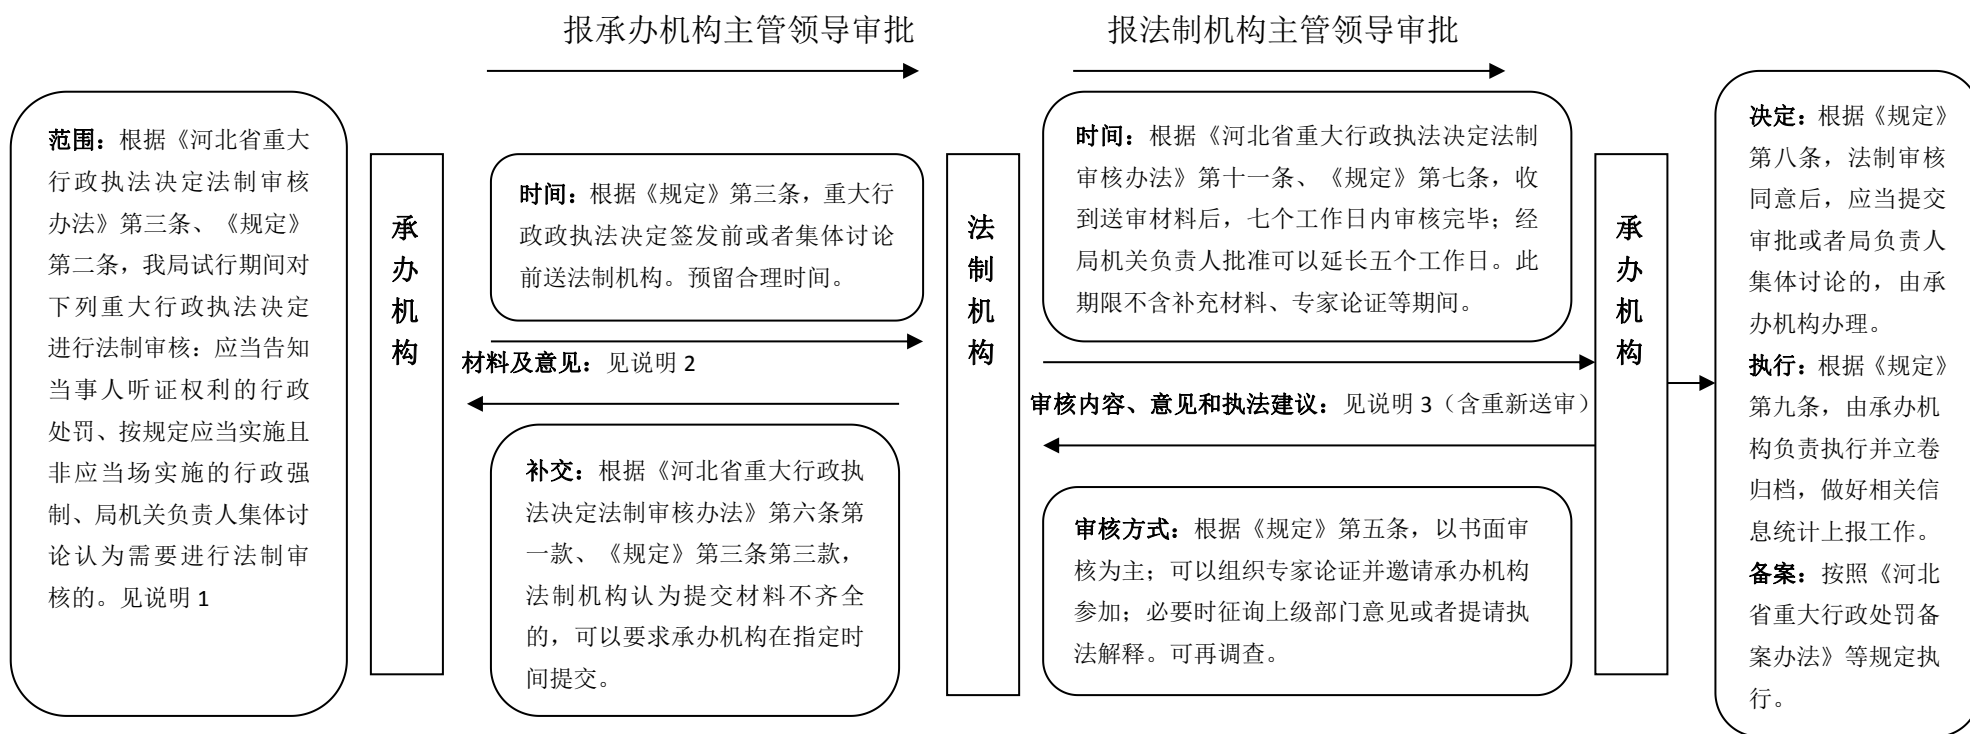 报承办机构主管领导审批
报法制机构主管领导审批
范围：根据《河北省重大
行政执法决定法制审核
办法》第三条、《规定》
第二条，我局试行期间对
下列重大行政执法决定
进行法制审核：应当告知
当事人听证权利的行政
处罚、按规定应当实施且
非应当场实施的行政强
制、局机关负责人集体讨
论认为需要进行法制审
核的。见说明 1
承
办
机
构
时间：根据《规定》第三条，重大行
政政执法决定签发前或者集体讨论
前送法制机构。预留合理时间。
材料及意见：见说明 2
补交：根据《河北省重大行政执
法决定法制审核办法》第六条第
一款、《规定》第三条第三款，
法制机构认为提交材料不齐全
的，可以要求承办机构在指定时
间提交。
法
制
机
构
时间：根据《河北省重大行政执法决定法制
审核办法》第十一条、《规定》第七条，收
到送审材料后，七个工作日内审核完毕；经
局机关负责人批准可以延长五个工作日。此
期限不含补充材料、专家论证等期间。
审核内容、意见和执法建议：见说明 3（含重新送审）
审核方式：根据《规定》第五条，以书面审
核为主；可以组织专家论证并邀请承办机构
参加；必要时征询上级部门意见或者提请执
法解释。可再调查。
承
办
机
构
决定：根据《规定》
第八条，法制审核
同意后，应当提交
审批或者局负责人
集体讨论的，由承
办机构办理。
执行：根据《规定》
第九条，由承办机
构负责执行并立卷
归档，做好相关信
息统计上报工作。
备案：按照《河北
省重大行政处罚备
案办法》等规定执
行。